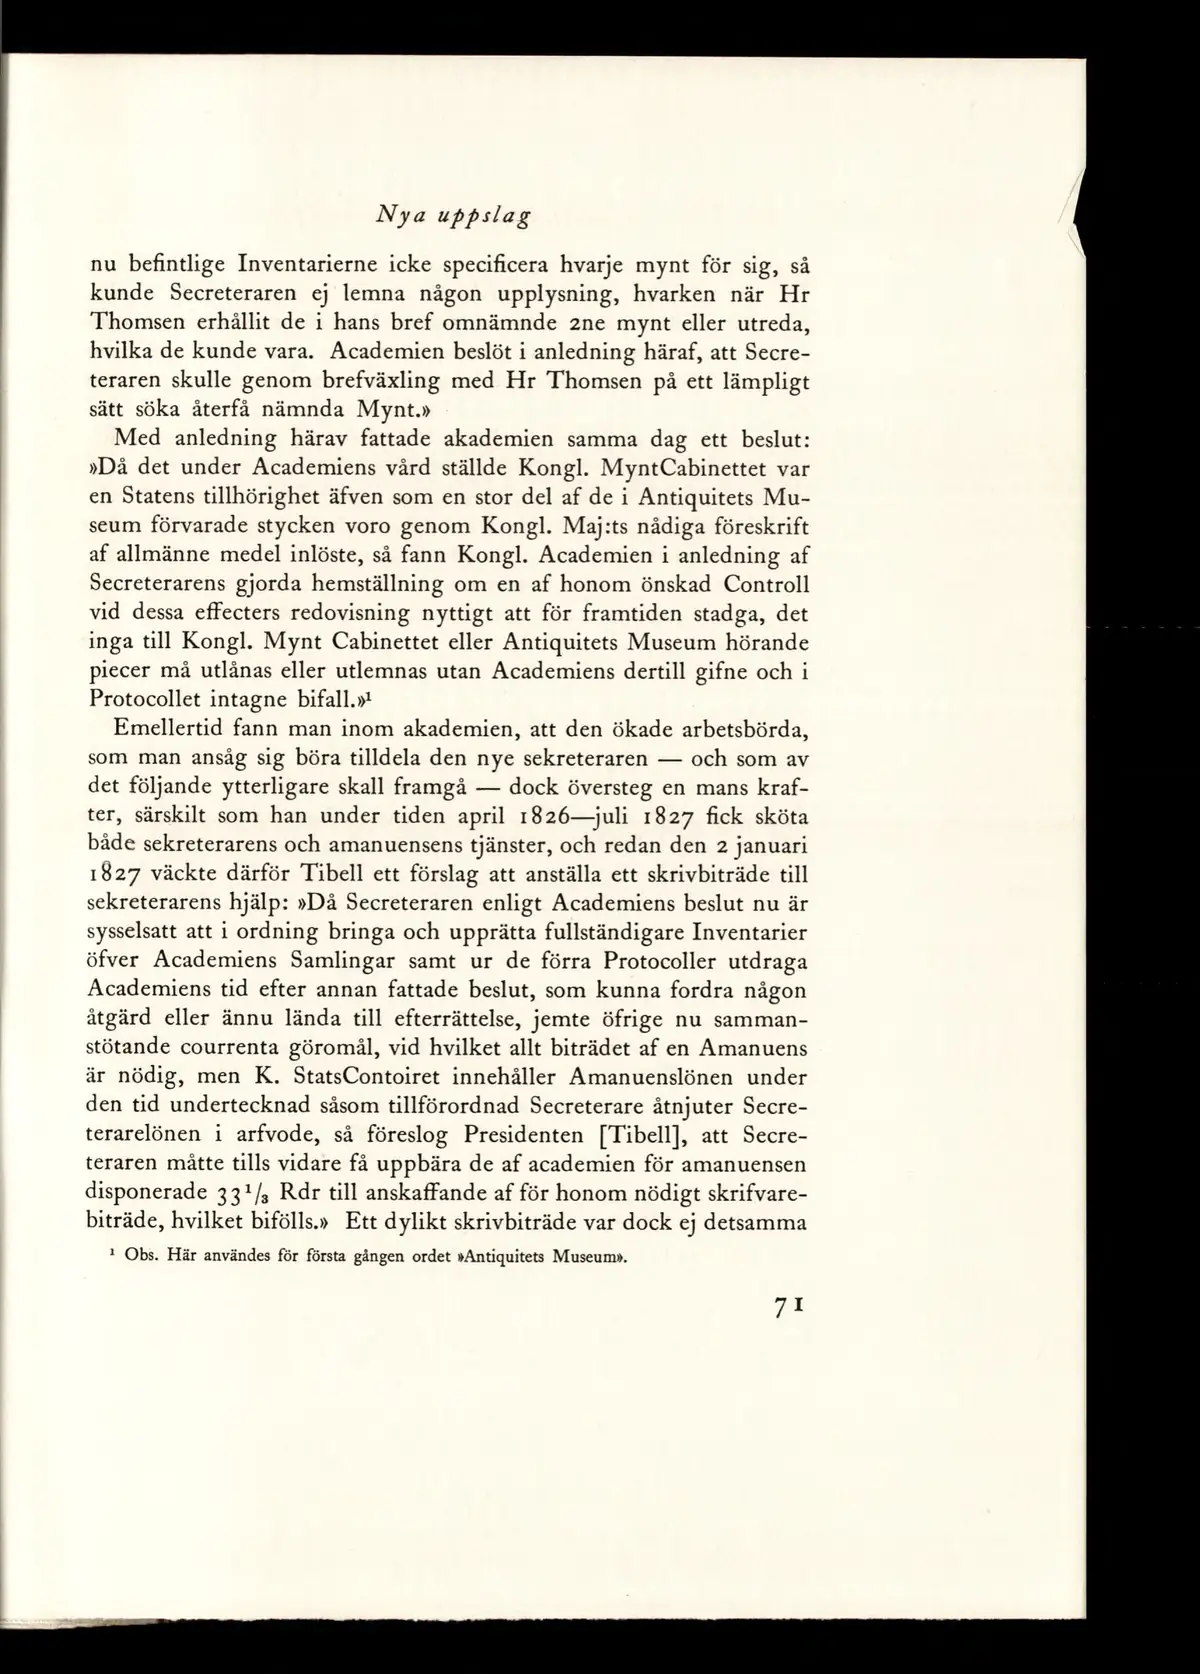 Nya uppslag
nu befintlige Inventarierne icke specificera hvarje mynt för sig, så
kunde Secreteraren ej lemna någon upplysning, hvarken när Hr
Thomsen erhållit de i hans bref omnämnde 2ne mynt eller utreda,
hvilka de kunde vara. Academien beslöt i anledning häraf, att Secre-
teraren skulle genom brefväxling med Hr Thomsen på ett lämpligt
sätt söka återfå nämnda Mynt.»
Med anledning härav fattade akademien samma dag ett beslut:
»Då det under Academiens vård ställde Kongl. MyntCabinettet var
en Statens tillhörighet äfven som en stor del af de i Antiquitets Mu-
seum förvarade stycken voro genom Kongl. Maj:ts nådiga föreskrift
af allmänne medel inlöste, så fann Kongl. Academien i anledning af
Secreterarens gjorda hemställning om en af honom önskad Controll
vid dessa effecters redovisning nyttigt att för framtiden stadga, det
inga till Kongl. Mynt Cabinettet eller Antiquitets Museum hörande
piecer må utlånas eller utlemnas utan Academiens dertill gifne och i
Protocollet intagne bifall.»¹
Emellertid fann man inom akademien, att den ökade arbetsbörda,
som man ansåg sig böra tilldela den nye sekreteraren — och som av
det följande ytterligare skall framgå — dock översteg en mans kraf-
ter, särskilt som han under tiden april 1826—juli 1827 fick sköta
både sekreterarens och amanuensens tjänster, och redan den 2 januari
1827 väckte därför Tibell ett förslag att anställa ett skrivbiträde till
sekreterarens hjälp: »Då Secreteraren enligt Academiens beslut nu är
sysselsatt att i ordning bringa och upprätta fullständigare Inventarier
öfver Academiens Samlingar samt ur de förra Protocoller utdraga
Academiens tid efter annan fattade beslut, som kunna fordra någon
åtgärd eller ännu lända till efterrättelse, jemte öfrige nu samman-
stötande courrenta göromål, vid hvilket allt biträdet af en Amanuens
är nödig, men K. StatsContoiret innehåller Amanuenslönen under
den tid undertecknad såsom tillförordnad Secreterare åtnjuter Secre-
terarelönen i arfvode, så föreslog Presidenten [Tibell], att Secre-
teraren måtte tills vidare få uppbära de af academien för amanuensen
disponerade 33¹/₃ Rdr till anskaffande af för honom nödigt skrifvare-
biträde, hvilket bifölls.» Ett dylikt skrivbiträde var dock ej detsamma
¹ Obs. Här användes för första gången ordet »Antiquitets Museum».
71